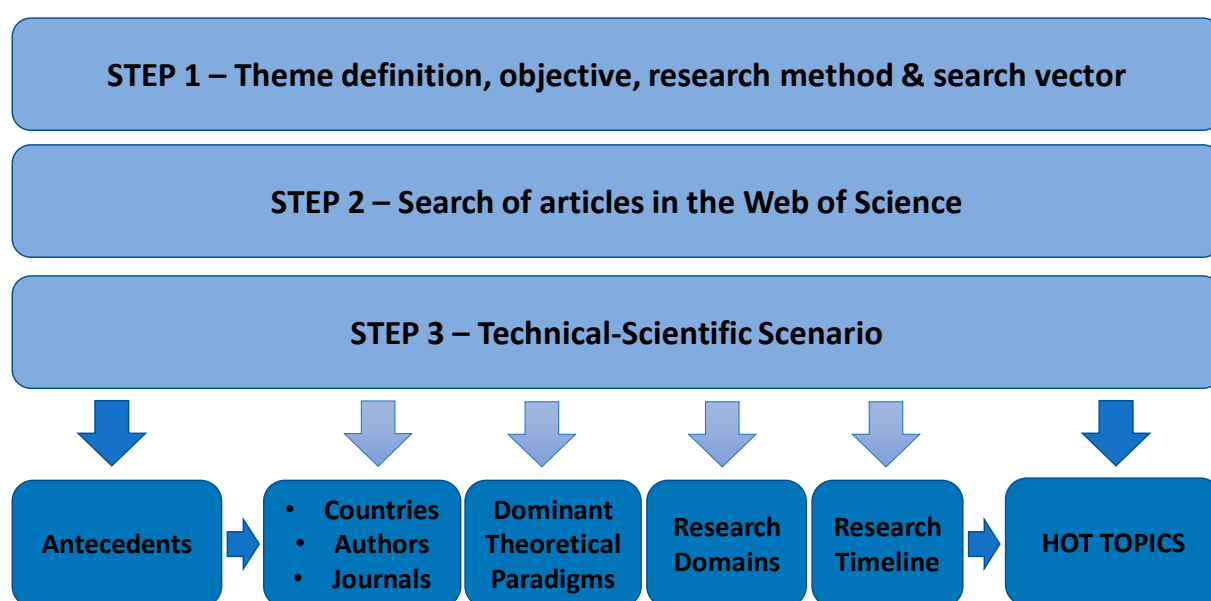 STEP 1 – Theme definition, objective, research method & search vector
STEP 2 – Search of articles in the Web of Science
STEP 3 – Technical-Scientific Scenario
Antecedents
• Countries
• Authors
• Journals
Dominant
Theoretical
Paradigms
Research
Domains
Research
Timeline
HOT TOPICS